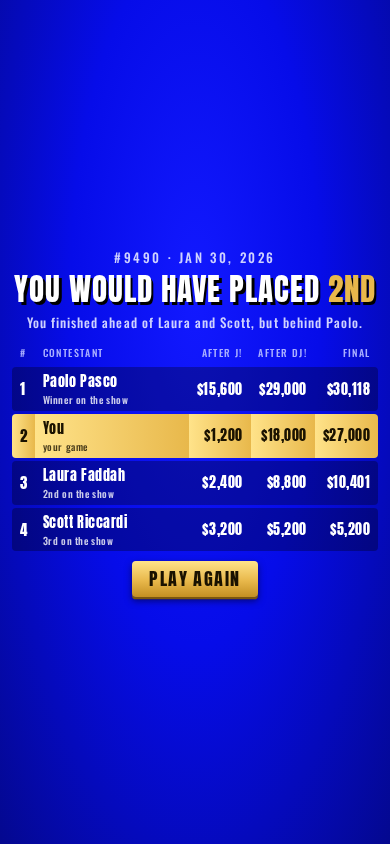 #9490 · JAN 30, 2026
YOU WOULD HAVE PLACED 2ND
You finished ahead of Laura and Scott, but behind Paolo.
# CONTESTANT AFTER J! AFTER DJ! FINAL
1 Paolo Pasco $15,600 $29,000 $30,118
Winner on the show
2 You $1,200 $18,000 $27,000
your game
3 Laura Faddah $2,400 $8,800 $10,401
2nd on the show
4 Scott Riccardi $3,200 $5,200 $5,200
3rd on the show
PLAY AGAIN